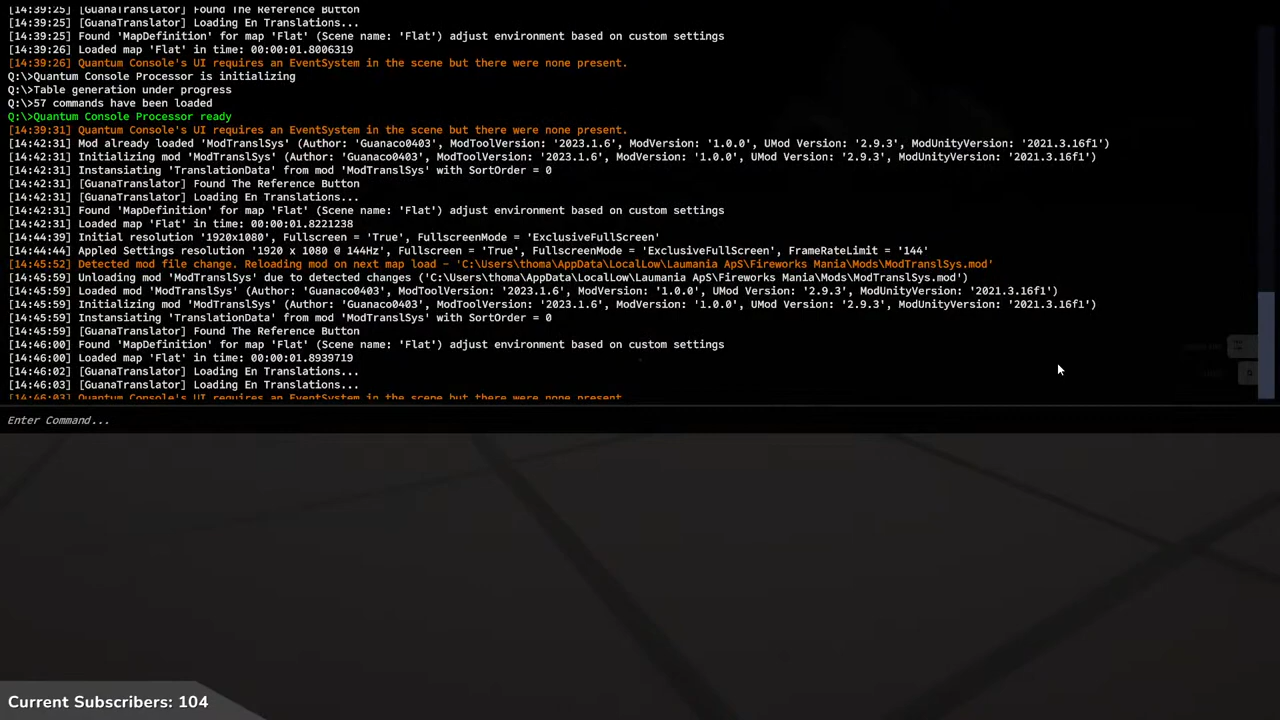 [14:39:25] [GuanaTranslator] Found The Reference Button
[14:39:25] [GuanaTranslator] Loading En Translations...
[14:39:25] Found 'MapDefinition' for map 'Flat' (Scene name: 'Flat') adjust environment based on custom settings
[14:39:26] Loaded map 'Flat' in time: 00:00:01.8006319
[14:39:26] Quantum Console's UI requires an EventSystem in the scene but there were none present.
Q:\>Quantum Console Processor is initializing
Q:\>Table generation under progress
Q:\>57 commands have been loaded
Q:\>Quantum Console Processor ready
[14:39:31] Quantum Console's UI requires an EventSystem in the scene but there were none present.
[14:42:31] Mod already loaded 'ModTranslSys' (Author: 'Guanaco0403', ModToolVersion: '2023.1.6', ModVersion: '1.0.0', UMod Version: '2.9.3', ModUnityVersion: '2021.3.16f1')
[14:42:31] Initializing mod 'ModTranslSys' (Author: 'Guanaco0403', ModToolVersion: '2023.1.6', ModVersion: '1.0.0', UMod Version: '2.9.3', ModUnityVersion: '2021.3.16f1')
[14:42:31] Instansiating 'TranslationData' from mod 'ModTranslSys' with SortOrder = 0
[14:42:31] [GuanaTranslator] Found The Reference Button
[14:42:31] [GuanaTranslator] Loading En Translations...
[14:42:31] Found 'MapDefinition' for map 'Flat' (Scene name: 'Flat') adjust environment based on custom settings
[14:42:31] Loaded map 'Flat' in time: 00:00:01.8221238
[14:44:39] Initial resolution '1920x1080', Fullscreen = 'True', FullscreenMode = 'ExclusiveFullScreen'
[14:44:44] Appled Settings resolution '1920 x 1080 @ 144Hz', Fullscreen = 'True', FullscreenMode = 'ExclusiveFullScreen', FrameRateLimit = '144'
[14:45:52] Detected mod file change. Reloading mod on next map load - 'C:\Users\thoma\AppData\LocalLow\Laumania ApS\Fireworks Mania\Mods\ModTranslSys.mod'
[14:45:59] Unloading mod 'ModTranslSys' due to detected changes ('C:\Users\thoma\AppData\LocalLow\Laumania ApS\Fireworks Mania\Mods\ModTranslSys.mod')
[14:45:59] Loaded mod 'ModTranslSys' (Author: 'Guanaco0403', ModToolVersion: '2023.1.6', ModVersion: '1.0.0', UMod Version: '2.9.3', ModUnityVersion: '2021.3.16f1')
[14:45:59] Initializing mod 'ModTranslSys' (Author: 'Guanaco0403', ModToolVersion: '2023.1.6', ModVersion: '1.0.0', UMod Version: '2.9.3', ModUnityVersion: '2021.3.16f1')
[14:45:59] Instansiating 'TranslationData' from mod 'ModTranslSys' with SortOrder = 0
[14:45:59] [GuanaTranslator] Found The Reference Button
[14:46:00] Found 'MapDefinition' for map 'Flat' (Scene name: 'Flat') adjust environment based on custom settings
[14:46:00] Loaded map 'Flat' in time: 00:00:01.8939719
[14:46:02] [GuanaTranslator] Loading En Translations...
[14:46:03] [GuanaTranslator] Loading En Translations...
[14:46:03] Quantum Console's UI requires an EventSystem in the scene but there were none present.
Enter Command...
Current Subscribers: 104